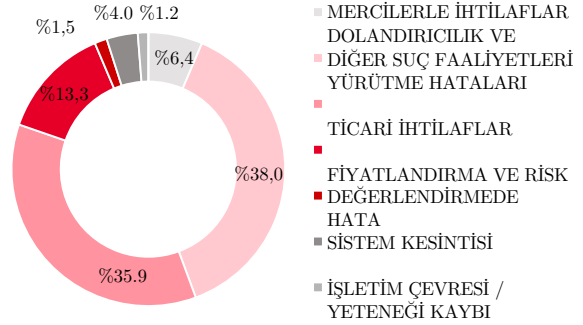 %1,5
%4.0
%1.2
%6,4
%13,3
%38,0
%35.9
MERCİLERLE İHTİLAFLAR
DOLANDIRICILIK VE
DİĞER SUÇ FAALİYETLERİ
YÜRÜTME HATALARI
TİCARİ İHTİLAFLAR
FİYATLANDIRMA VE RİSK
DEĞERLENDİRMEDE
HATA
SİSTEM KESİNTİSİ
İŞLETİM ÇEVRESİ /
YETENEĞİ KAYBI